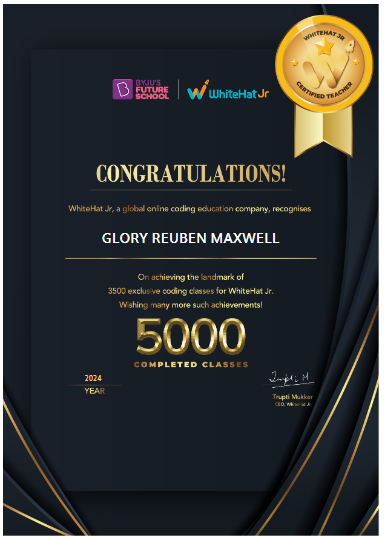 WHITEHAT JR
W
CERTIFIED TEACHER
BYJU'S
FUTURE
SCHOOL
WhiteHat Jr
CONGRATULATIONS!
WhiteHat Jr, a global online coding education company, recognises
GLORY REUBEN MAXWELL
On achieving the landmark of
3500 exclusive coding classes for WhiteHat Jr.
Wishing many more such achievements!
5000
COMPLETED CLASSES
2024
YEAR
Trupti M
Trupti Mukker
CEO, WhiteHat Jr